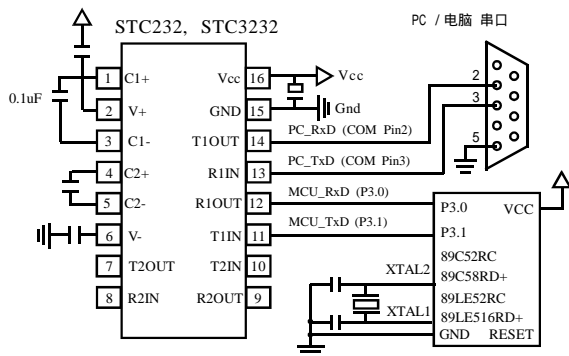 STC232, STC3232
PC / 电脑 串口
0.1uF
1 C1+ Vcc 16 Vcc
2 V+ GND 15 Gnd
3 C1- T1OUT 14 PC_RxD (COM Pin2)
4 C2+ R1IN 13 PC_TxD (COM Pin3)
5 C2- R1OUT 12 MCU_RxD (P3.0)
6 V- T1IN 11 MCU_TxD (P3.1)
7 T2OUT T2IN 10
8 R2IN R2OUT 9
2
3
5
P3.0 VCC
P3.1
89C52RC
XTAL2 89C58RD+
89LE52RC
XTAL1 89LE516RD+
GND RESET